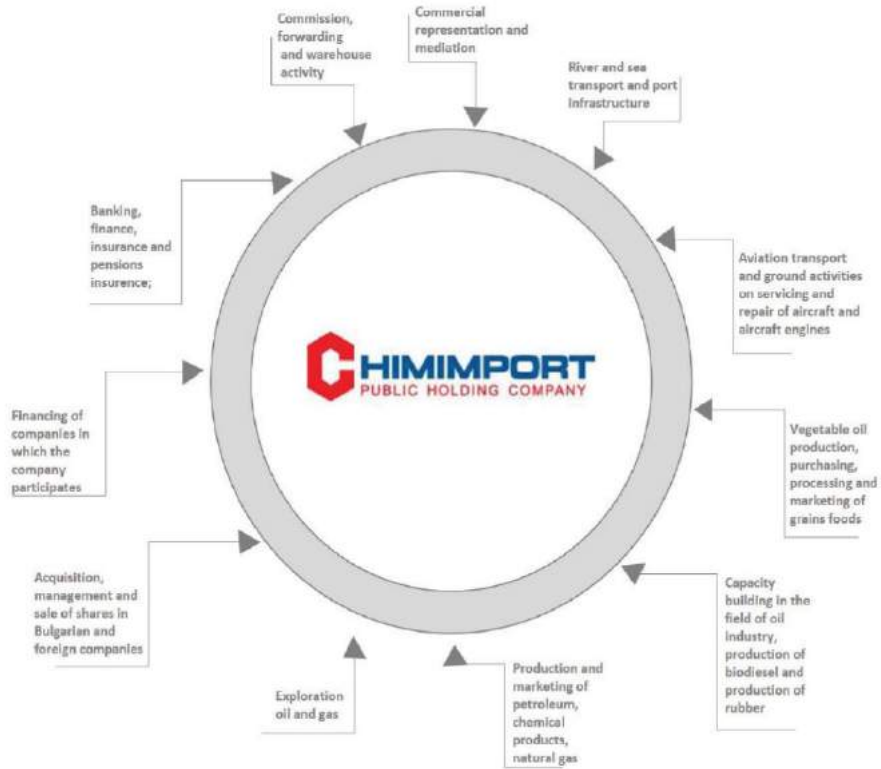 Commission,
forwarding
and warehouse
activity
Commercial
representation and
mediation
River and sea
transport and port
infrastructure
Aviation transport
and ground activities
on servicing and
repair of aircraft and
aircraft engines
Vegetable oil
production,
purchasing,
processing and
marketing of
grains foods
Capacity
building in the
field of oil
industry,
production of
biodiesel and
production of
rubber
Production and
marketing of
petroleum,
chemical
products,
natural gas
Exploration
oil and gas
Acquisition,
management and
sale of shares in
Bulgarian and
foreign companies
Financing of
companies in
which the
company
participates
Banking,
finance,
insurance and
pensions
insurence;
CHIMIMPORT
PUBLIC HOLDING COMPANY